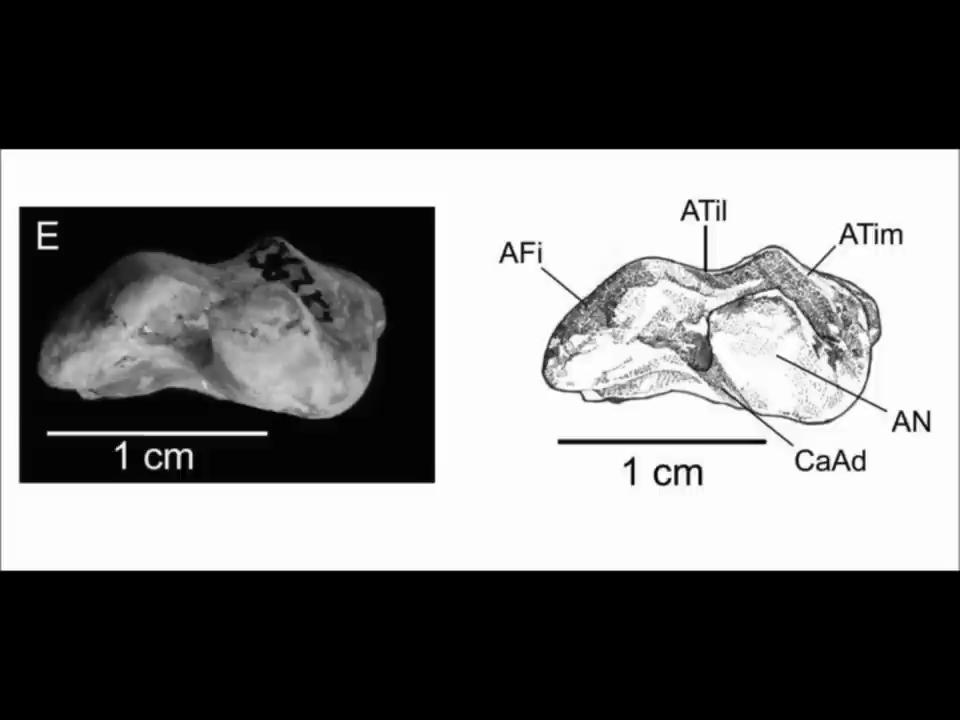 E
1 cm
ATil
ATim
AFi
AN
CaAd
1 cm